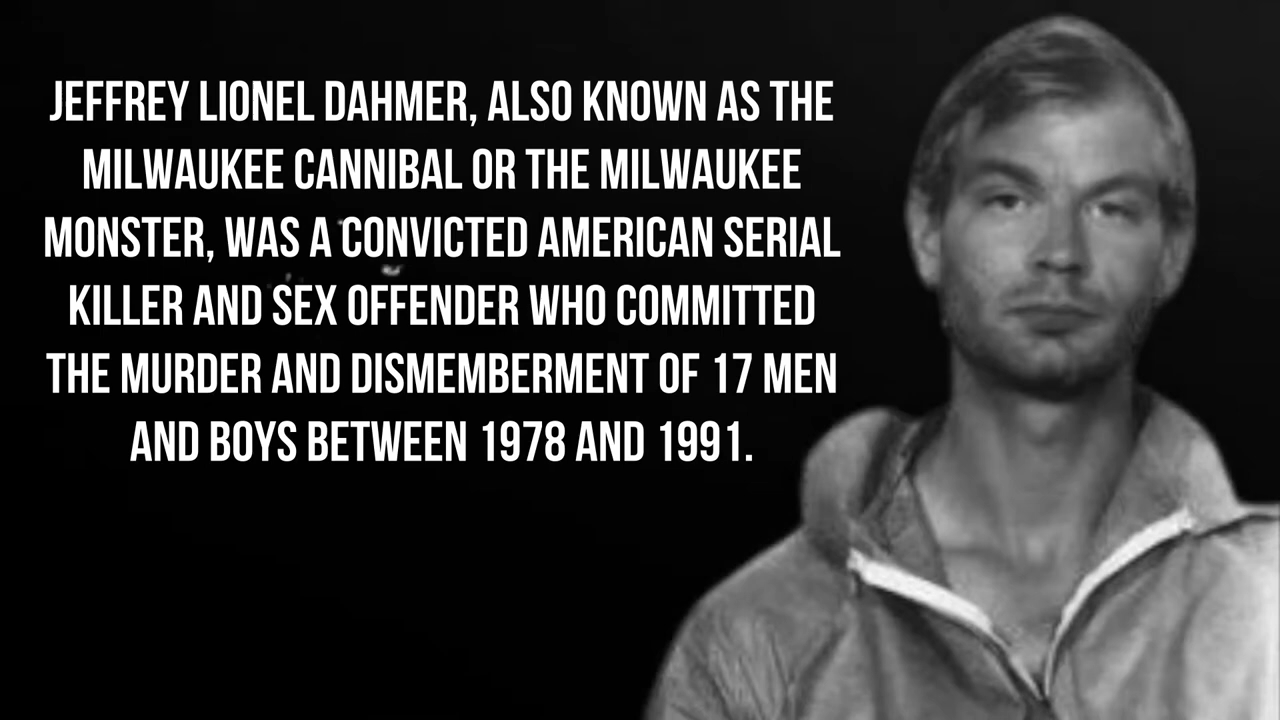 JEFFREY LIONEL DAHMER, ALSO KNOWN AS THE
MILWAUKEE CANNIBAL OR THE MILWAUKEE
MONSTER, WAS A CONVICTED AMERICAN SERIAL
KILLER AND SEX OFFENDER WHO COMMITTED
THE MURDER AND DISMEMBERMENT OF 17 MEN
AND BOYS BETWEEN 1978 AND 1991.